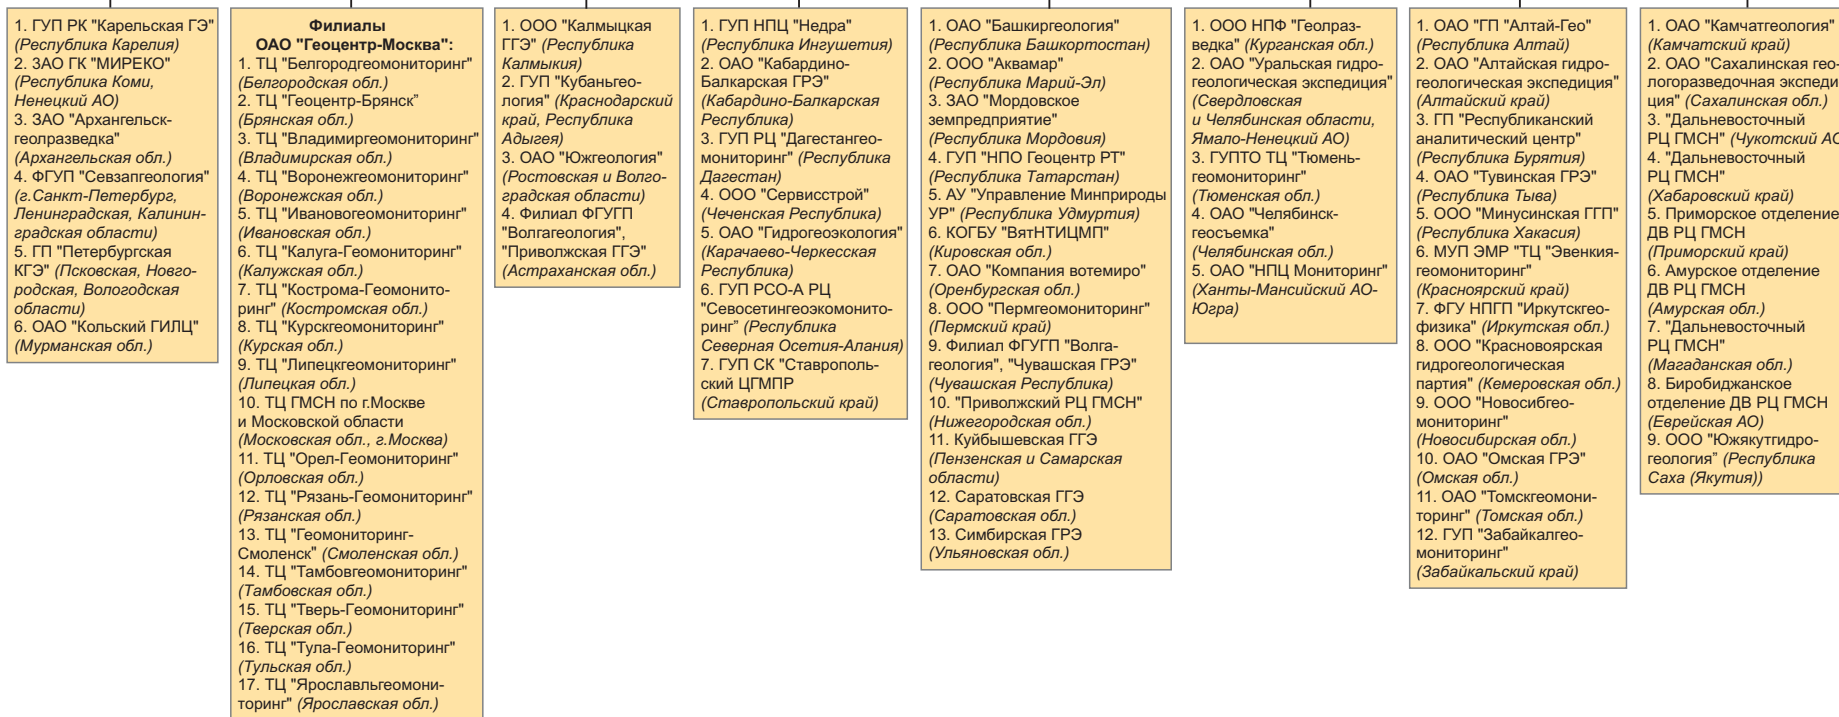 1. ГУП РК "Карельская ГЭ"
(Республика Карелия)
2. ЗАО ГК "МИРЕКО"
(Республика Коми,
Ненецкий АО)
3. ЗАО "Архангельск-
геолразведка"
(Архангельская обл.)
4. ФГУП "Севзапгеология"
(г.Санкт-Петербург,
Ленинградская, Калинин-
градская области)
5. ГП "Петербургская
КГЭ" (Псковская, Новго-
родская, Вологодская
области)
6. ОАО "Кольский ГИЛЦ"
(Мурманская обл.)
Филиалы
ОАО "Геоцентр-Москва":
1. ТЦ "Белгородгеомониторинг"
(Белгородская обл.)
2. ТЦ "Геоцентр-Брянск"
(Брянская обл.)
3. ТЦ "Владимиргеомониторинг"
(Владимирская обл.)
4. ТЦ "Воронежгеомониторинг"
(Воронежская обл.)
5. ТЦ "Ивановогеомониторинг"
(Ивановская обл.)
6. ТЦ "Калуга-Геомониторинг"
(Калужская обл.)
7. ТЦ "Кострома-Геомонито-
ринг" (Костромская обл.)
8. ТЦ "Курскгеомониторинг"
(Курская обл.)
9. ТЦ "Липецкгеомониторинг"
(Липецкая обл.)
10. ТЦ ГМСН по г.Москве
и Московской области
(Московская обл., г.Москва)
11. ТЦ "Орел-Геомониторинг"
(Орловская обл.)
12. ТЦ "Рязань-Геомониторинг"
(Рязанская обл.)
13. ТЦ "Геомониторинг-
Смоленск" (Смоленская обл.)
14. ТЦ "Тамбовгеомониторинг"
(Тамбовская обл.)
15. ТЦ "Тверь-Геомониторинг"
(Тверская обл.)
16. ТЦ "Тула-Геомониторинг"
(Тульская обл.)
17. ТЦ "Ярославльгеомони-
торинг" (Ярославская обл.)
1. ООО "Калмыцкая
ГГЭ" (Республика
Калмыкия)
2. ГУП "Кубаньгео-
логия" (Краснодарский
край, Республика
Адыгея)
3. ОАО "Южгеология"
(Ростовская и Волго-
градская области)
4. Филиал ФГУГП
"Волгагеология",
"Приволжская ГГЭ"
(Астраханская обл.)
1. ГУП НПЦ "Недра"
(Республика Ингушетия)
2. ОАО "Кабардино-
Балкарская ГРЭ"
(Кабардино-Балкарская
Республика)
3. ГУП РЦ "Дагестангео-
мониторинг" (Республика
Дагестан)
4. ООО "Сервисстрой"
(Чеченская Республика)
5. ОАО "Гидрогеоэкология"
(Карачаево-Черкесская
Республика)
6. ГУП РСО-А РЦ
"Севосетингеоэкомонито-
ринг" (Республика
Северная Осетия-Алания)
7. ГУП СК "Ставрополь-
ский ЦГМПР
(Ставропольский край)
1. ОАО "Башкиргеология"
(Республика Башкортостан)
2. ООО "Аквамар"
(Республика Марий-Эл)
3. ЗАО "Мордовское
землпредприятие"
(Республика Мордовия)
4. ГУП "НПО Геоцентр РТ"
(Республика Татарстан)
5. АУ "Управление Минприроды
УР" (Республика Удмуртия)
6. КОГБУ "ВятНТИЦМП"
(Кировская обл.)
7. ОАО "Компания вотемиро"
(Оренбургская обл.)
8. ООО "Пермгеомониторинг"
(Пермский край)
9. Филиал ФГУГП "Волга-
геология", "Чувашская ГРЭ"
(Чувашская Республика)
10. "Приволжский РЦ ГМСН"
(Нижегородская обл.)
11. Куйбышевская ГГЭ
(Пензенская и Самарская
области)
12. Саратовская ГГЭ
(Саратовская обл.)
13. Симбирская ГРЭ
(Ульяновская обл.)
1. ООО НПФ "Геолраз-
ведка" (Курганская обл.)
2. ОАО "Уральская гидро-
геологическая экспедиция"
(Свердловская
и Челябинская области,
Ямало-Ненецкий АО)
3. ГУПТО ТЦ "Тюмень-
геомониторинг"
(Тюменская обл.)
4. ОАО "Челябинск-
геосъемка"
(Челябинская обл.)
5. ОАО "НПЦ Мониторинг"
(Ханты-Мансийский АО-
Югра)
1. ОАО "ГП "Алтай-Гео"
(Республика Алтай)
2. ОАО "Алтайская гидро-
геологическая экспедиция"
(Алтайский край)
3. ГП "Республиканский
аналитический центр"
(Республика Бурятия)
4. ОАО "Тувинская ГРЭ"
(Республика Тыва)
5. ООО "Минусинская ГГП"
(Республика Хакасия)
6. МУП ЭМР "ТЦ "Эвенкия-
геомониторинг"
(Красноярский край)
7. ФГУ НПГП "Иркутскгео-
физика" (Иркутская обл.)
8. ООО "Красновоярская
гидрогеологическая
партия" (Кемеровская обл.)
9. ООО "Новосибгео-
мониторинг"
(Новосибирская обл.)
10. ОАО "Омская ГРЭ"
(Омская обл.)
11. ОАО "Томскгеомони-
торинг" (Томская обл.)
12. ГУП "Забайкалгео-
мониторинг"
(Забайкальский край)
1. ОАО "Камчатгеология"
(Камчатский край)
2. ОАО "Сахалинская гео-
логоразведочная экспеди
ция" (Сахалинская обл.)
3. "Дальневосточный
РЦ ГМСН" (Чукотский АО
4. "Дальневосточный
РЦ ГМСН"
(Хабаровский край)
5. Приморское отделение
ДВ РЦ ГМСН
(Приморский край)
6. Амурское отделение
ДВ РЦ ГМСН
(Амурская обл.)
7. "Дальневосточный
РЦ ГМСН"
(Магаданская обл.)
8. Биробиджанское
отделение ДВ РЦ ГМСН
(Еврейская АО)
9. ООО "Южякутгидро-
геология" (Республика
Саха (Якутия))